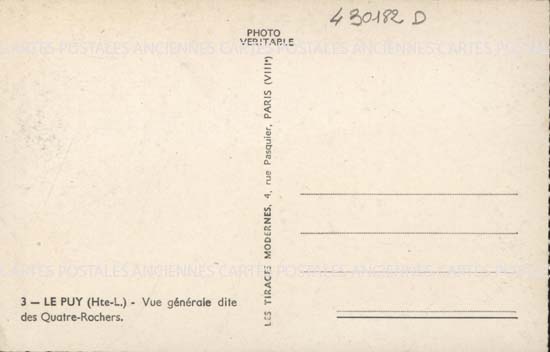 430182 D
PHOTO
VERITABLE
CARTES POSTALES ANCIENNES CARTES POSTALES ANCIENNES CARTES POSTALES
LES TIRAGES MODERNES, 4, rue Pasquier, PARIS (VIIIe)
CARTES POSTALES ANCIENNES CARTES POSTALES ANCIENNES CARTES POSTALES
3 — LE PUY (Hte-L.) - Vue générale dite
des Quatre-Rochers.